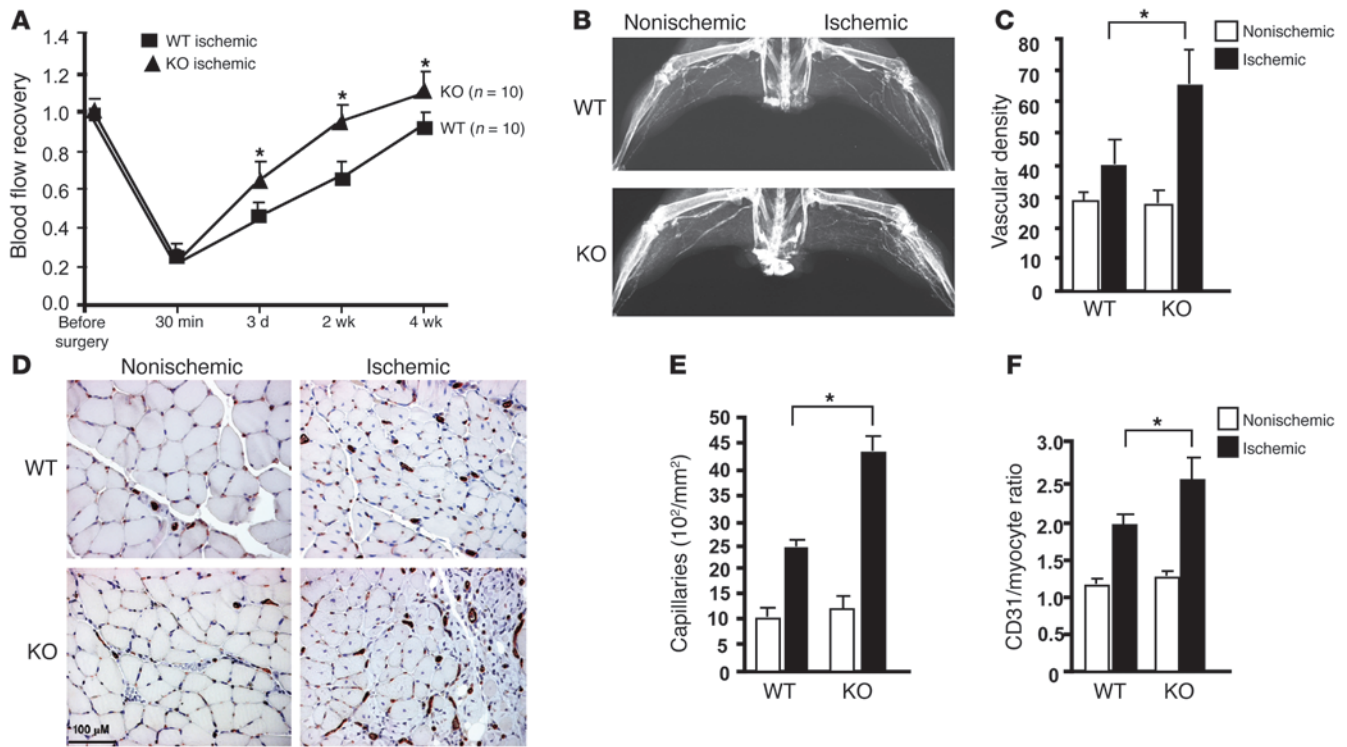 A
1.4
1.2
1.0
0.8
0.6
0.4
0.2
0.0
Blood flow recovery
WT ischemic
KO ischemic
*
*
*
KO (n = 10)
WT (n = 10)
Before
surgery
30 min
3 d
2 wk
4 wk
B
Nonischemic
Ischemic
WT
KO
C
*
Nonischemic
Ischemic
80
70
60
50
40
30
20
10
0
Vascular density
WT
KO
D
Nonischemic
Ischemic
WT
KO
100 μM
E
*
50
45
40
35
30
25
20
15
10
5
0
Capillaries (10²/mm²)
WT
KO
F
*
Nonischemic
Ischemic
3.0
2.5
2.0
1.0
0.5
0
CD31/myocyte ratio
WT
KO